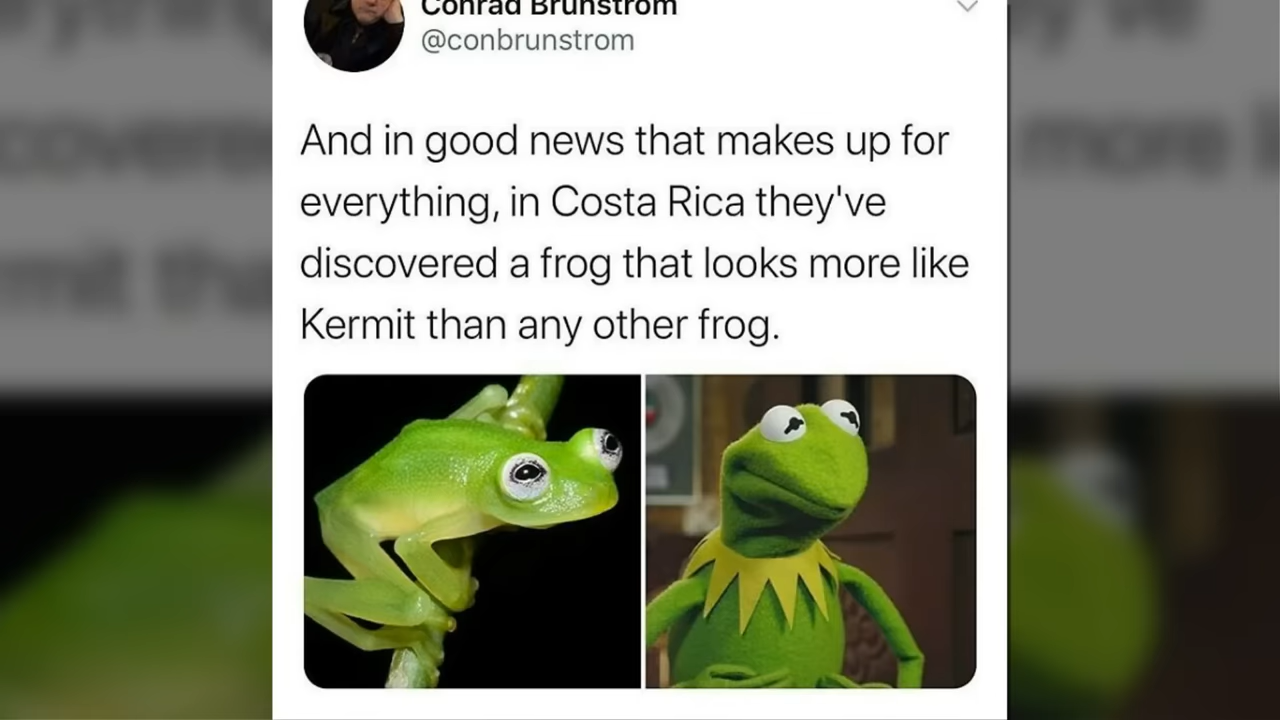 Conrad Brunstrom
@conbrunstrom
And in good news that makes up for
everything, in Costa Rica they've
discovered a frog that looks more like
Kermit than any other frog.